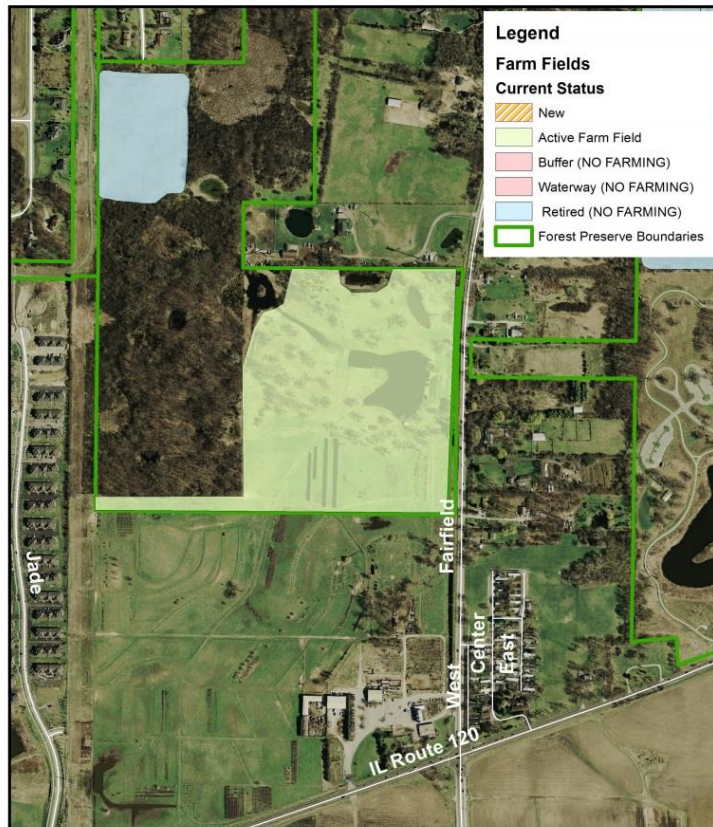 Legend
Farm Fields
Current Status
New
Active Farm Field
Buffer (NO FARMING)
Waterway (NO FARMING)
Retired (NO FARMING)
Forest Preserve Boundaries
Fairfield
Jade
West
Center
East
IL Route 120